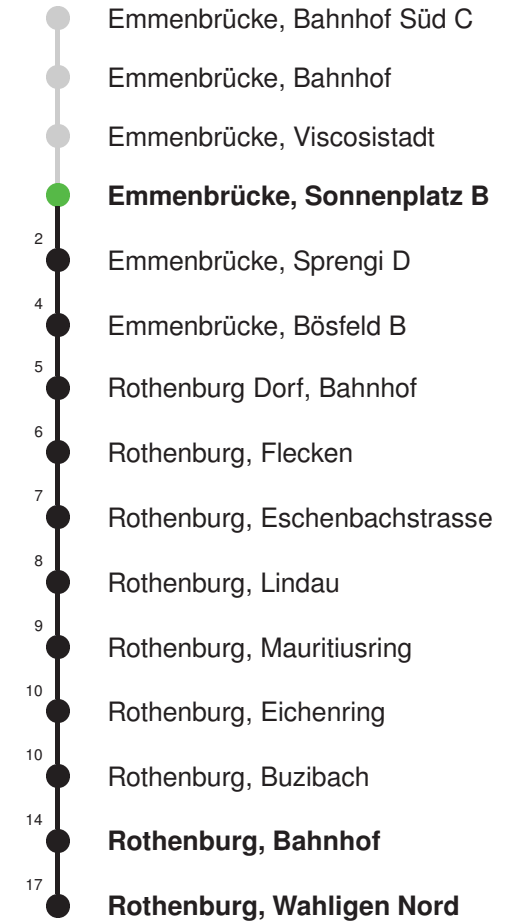 Emmenbrücke, Bahnhof Süd C
Emmenbrücke, Bahnhof
Emmenbrücke, Viscosistadt
Emmenbrücke, Sonnenplatz B
2 Emmenbrücke, Sprengi D
4 Emmenbrücke, Bösfeld B
5 Rothenburg Dorf, Bahnhof
6 Rothenburg, Flecken
7 Rothenburg, Eschenbachstrasse
8 Rothenburg, Lindau
9 Rothenburg, Mauritiusring
10 Rothenburg, Eichenring
10 Rothenburg, Buzibach
14 Rothenburg, Bahnhof
17 Rothenburg, Wahligen Nord